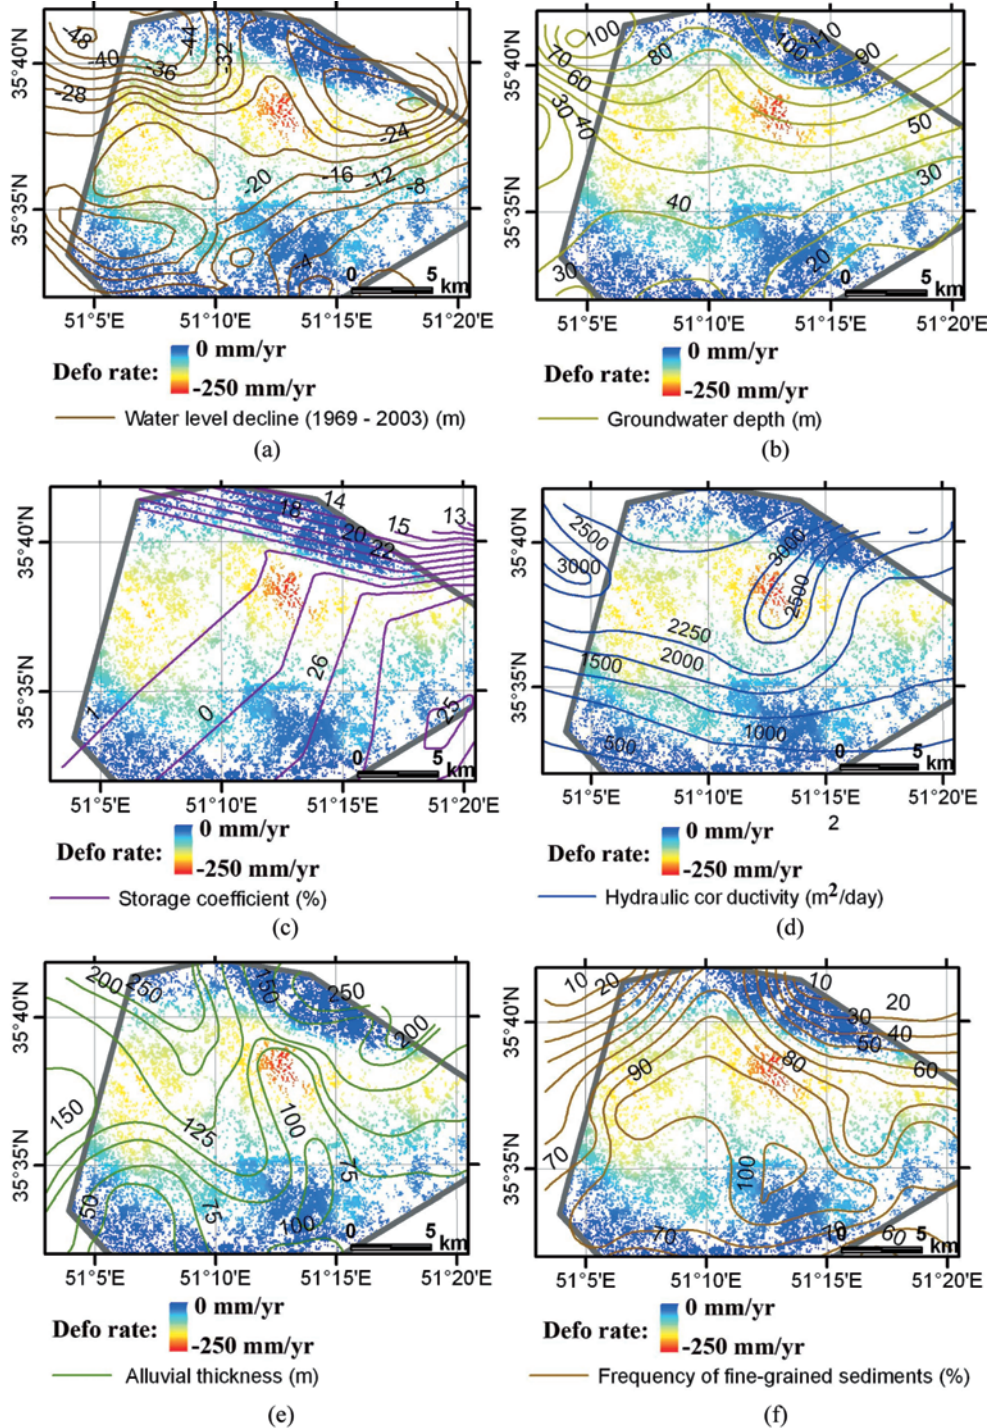 -48
-44
-40
-36
-32
-28
-24
-20
-16
-12
-8
-4
0 5
km
35°40'N
35°35'N
51°5'E 51°10'E 51°15'E 51°20'E
Defo rate: 0 mm/yr
-250 mm/yr
Water level decline (1969 - 2003) (m)
(a)
100
70
60
80
100
110
90
30
40
50
30
40
20
30
0 5
km
35°40'N
35°35'N
51°5'E 51°10'E 51°15'E 51°20'E
Defo rate: 0 mm/yr
-250 mm/yr
Groundwater depth (m)
(b)
14
18
20
22
15
13
26
1
0
25
0 5
km
35°40'N
35°35'N
51°5'E 51°10'E 51°15'E 51°20'E
Defo rate: 0 mm/yr
-250 mm/yr
Storage coefficient (%)
(c)
2500
3000
3000
2500
2250
2000
1500
1000
500
0 5
km
35°40'N
35°35'N
51°5'E 51°10'E 51°15'E 51°20'E
2
Defo rate: 0 mm/yr
-250 mm/yr
Hydraulic cor ductivity (m2/day)
(d)
200
250
150
250
200
150
125
100
75
75
50
100
0 5
km
35°40'N
35°35'N
51°5'E 51°10'E 51°15'E 51°20'E
Defo rate: 0 mm/yr
-250 mm/yr
Alluvial thickness (m)
(e)
10
20
10
20
30
40
50
60
80
90
70
100
70
70
60
0 5
km
35°40'N
35°35'N
51°5'E 51°10'E 51°15'E 51°20'E
Defo rate: 0 mm/yr
-250 mm/yr
Frequency of fine-grained sediments (%)
(f)